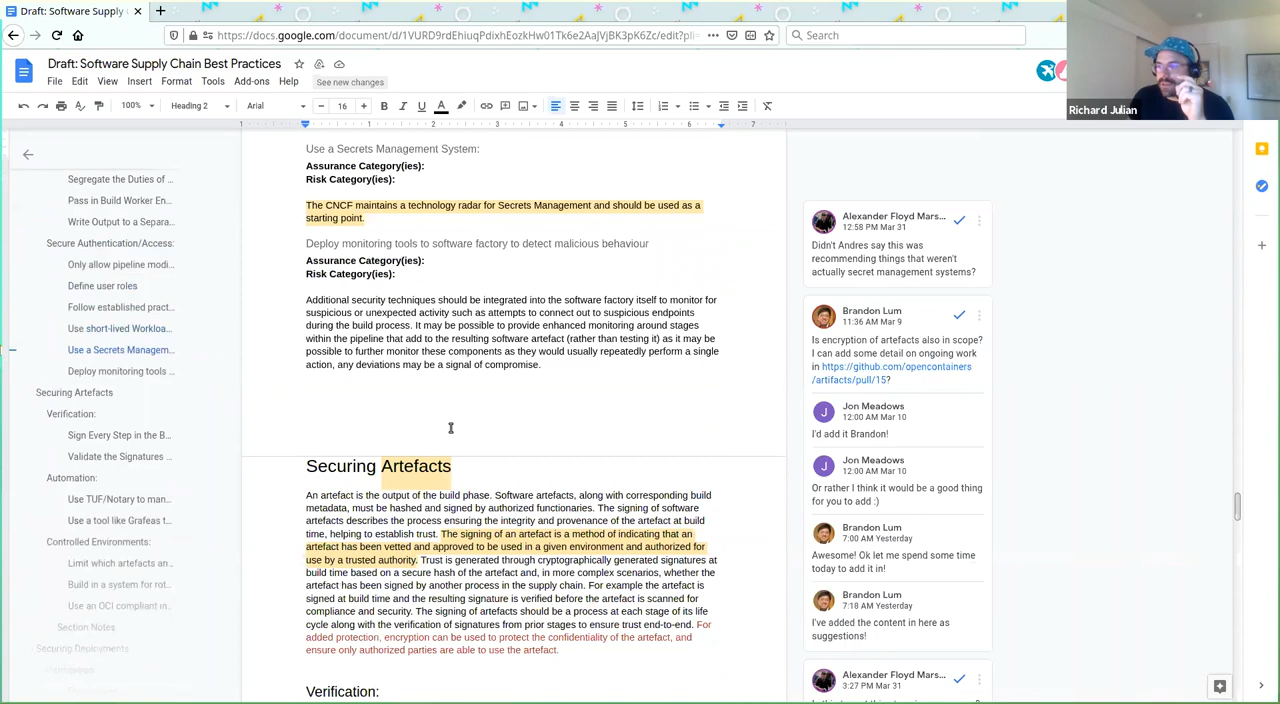 Draft: Software Supply C
https://docs.google.com/document/d/1VURD9rdEhiuqPdixhEozkHw01Tk6e2AaJVjBK3pK6Zc/edit?pli=
Search
Draft: Software Supply Chain Best Practices
File Edit View Insert Format Tools Add-ons Help See new changes
100% Heading 2 Arial 16
Richard Julian
1 1 2 3 4 5 6 7
Segregate the Duties of ...
Pass in Build Worker En...
Write Output to a Separa...
Secure Authentication/Access:
Only allow pipeline modi...
Define user roles
Follow established pract...
Use short-lived Workloa...
Use a Secrets Managem...
Deploy monitoring tools ...
Securing Artefacts
Verification:
Sign Every Step in the B...
Validate the Signatures ...
Automation:
Use TUF/Notary to man...
Use a tool like Grafeas t...
Controlled Environments:
Limit which artefacts an...
Build in a system for rot...
Use an OCI compliant in...
Section Notes
Securing Deployments
Use a Secrets Management System:
Assurance Category(ies):
Risk Category(ies):
The CNCF maintains a technology radar for Secrets Management and should be used as a
starting point.
Deploy monitoring tools to software factory to detect malicious behaviour
Assurance Category(ies):
Risk Category(ies):
Additional security techniques should be integrated into the software factory itself to monitor for
suspicious or unexpected activity such as attempts to connect out to suspicious endpoints
during the build process. It may be possible to provide enhanced monitoring around stages
within the pipeline that add to the resulting software artefact (rather than testing it) as it may be
possible to further monitor these components as they would usually repeatedly perform a single
action, any deviations may be a signal of compromise.
Securing Artefacts
An artefact is the output of the build phase. Software artefacts, along with corresponding build
metadata, must be hashed and signed by authorized functionaries. The signing of software
artefacts describes the process ensuring the integrity and provenance of the artefact at build
time, helping to establish trust. The signing of an artefact is a method of indicating that an
artefact has been vetted and approved to be used in a given environment and authorized for
use by a trusted authority. Trust is generated through cryptographically generated signatures at
build time based on a secure hash of the artefact and, in more complex scenarios, whether the
artefact has been signed by another process in the supply chain. For example the artefact is
signed at build time and the resulting signature is verified before the artefact is scanned for
compliance and security. The signing of artefacts should be a process at each stage of its life
cycle along with the verification of signatures from prior stages to ensure trust end-to-end. For
added protection, encryption can be used to protect the confidentiality of the artefact, and
ensure only authorized parties are able to use the artefact.
Verification:
Alexander Floyd Mars...
12:58 PM Mar 31
Didn't Andres say this was
recommending things that weren't
actually secret management systems?
Brandon Lum
11:36 AM Mar 9
Is encryption of artefacts also in scope?
I can add some detail on ongoing work
in https://github.com/opencontainers
/artifacts/pull/15?
Jon Meadows
12:00 AM Mar 10
I'd add it Brandon!
Jon Meadows
12:00 AM Mar 10
Or rather I think it would be a good thing
for you to add :)
Brandon Lum
7:00 AM Yesterday
Awesome! Ok let me spend some time
today to add it in!
Brandon Lum
7:18 AM Yesterday
I've added the content in here as
suggestions!
Alexander Floyd Mars...
3:27 PM Mar 31